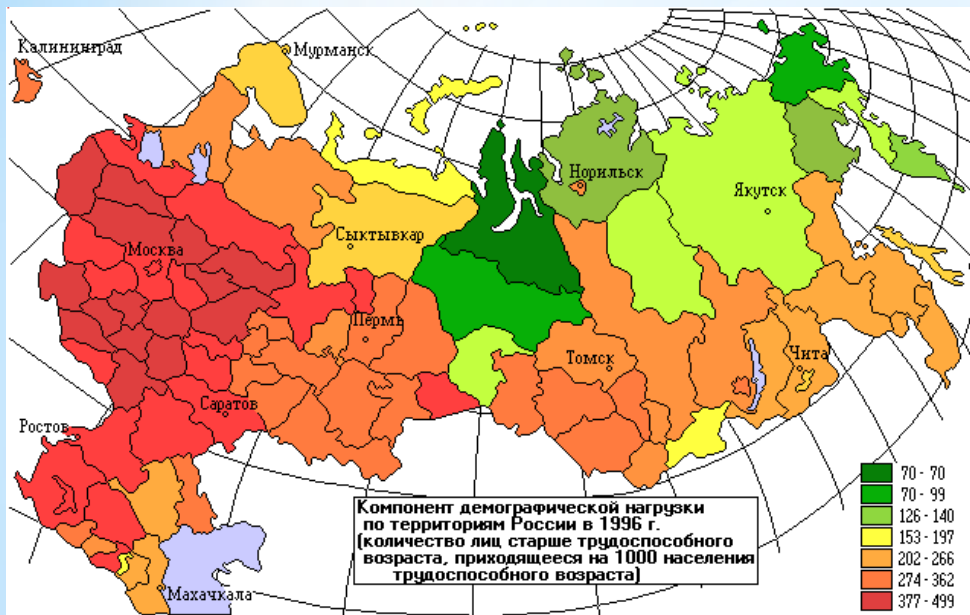 Калининград
Мурманск
Норильск
Якутск
Сыктывкар
Москва
Пермь
Томск
Чита
Саратов
Ростов
Махачкала
Компонент демографической нагрузки
по территориям России в 1996 г.
(количество лиц старше трудоспособного
возраста, приходящееся на 1000 населения
трудоспособного возраста)
70 - 70
70 - 99
126 - 140
153 - 197
202 - 266
274 - 362
377 - 499